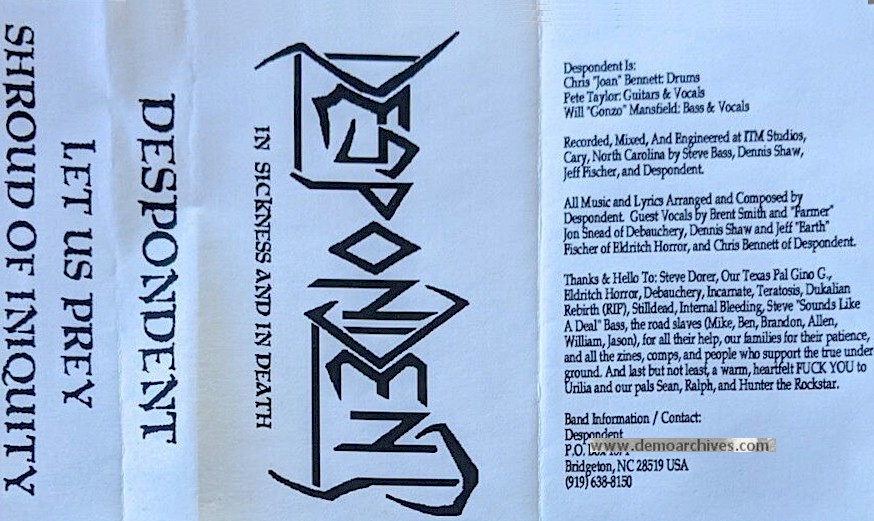 SHROUD OF INIQUITY
LET US PREY
DESPONDENT
DESPONDENT
IN SICKNESS AND IN DEATH
Despondent Is:
Chris "Joan" Bennett: Drums
Pete Taylor: Guitars & Vocals
Will "Gonzo" Mansfield: Bass & Vocals
Recorded, Mixed, And Engineered at ITM Studios,
Cary, North Carolina by Steve Bass, Dennis Shaw,
Jeff Fischer, and Despondent.
All Music and Lyrics Arranged and Composed by
Despondent. Guest Vocals by Brent Smith and "Farmer"
Jon Snead of Debauchery, Dennis Shaw and Jeff "Earth"
Fischer of Eldritch Horror, and Chris Bennett of Despondent.
Thanks & Hello To: Steve Dorer, Our Texas Pal Gino G.,
Eldritch Horror, Debauchery, Incarnate, Teratosis, Dukalian
Rebirth (RIP), Stilldead, Internal Bleeding, Steve "Sounds Like
A Deal" Bass, the road slaves (Mike, Ben, Brandon, Allen,
William, Jason), for all their help, our families for their patience,
and all the zines, comps, and people who support the true under
ground. And last but not least, a warm, heartfelt FUCK YOU to
Urilia and our pals Sean, Ralph, and Hunter the Rockstar.
Band Information / Contact:
Despondent
P.O.
www.demoarchives.com
Bridgeton, NC 28519 USA
(919) 638-8150